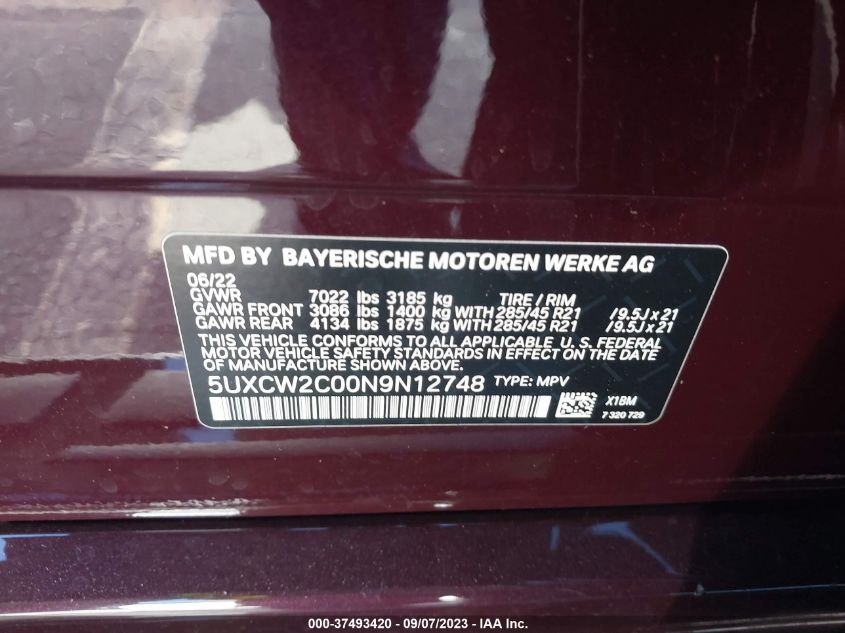 MFD BY BAYERISCHE MOTOREN WERKE AG
06/22
GVWR 7022 lbs 3185 kg TIRE / RIM
GAWR FRONT 3086 lbs 1400 kg WITH 285/45 R21 /9.5J x 21
GAWR REAR 4134 lbs 1875 kg WITH 285/45 R21 /9.5J x 21
THIS VEHICLE CONFORMS TO ALL APPLICABLE U. S. FEDERAL
MOTOR VEHICLE SAFETY STANDARDS IN EFFECT ON THE DATE
OF MANUFACTURE SHOWN ABOVE.
5UXCW2C00N9N12748 TYPE: MPV
X1BM
7 320 729
000-37493420 - 09/07/2023 - IAA Inc.